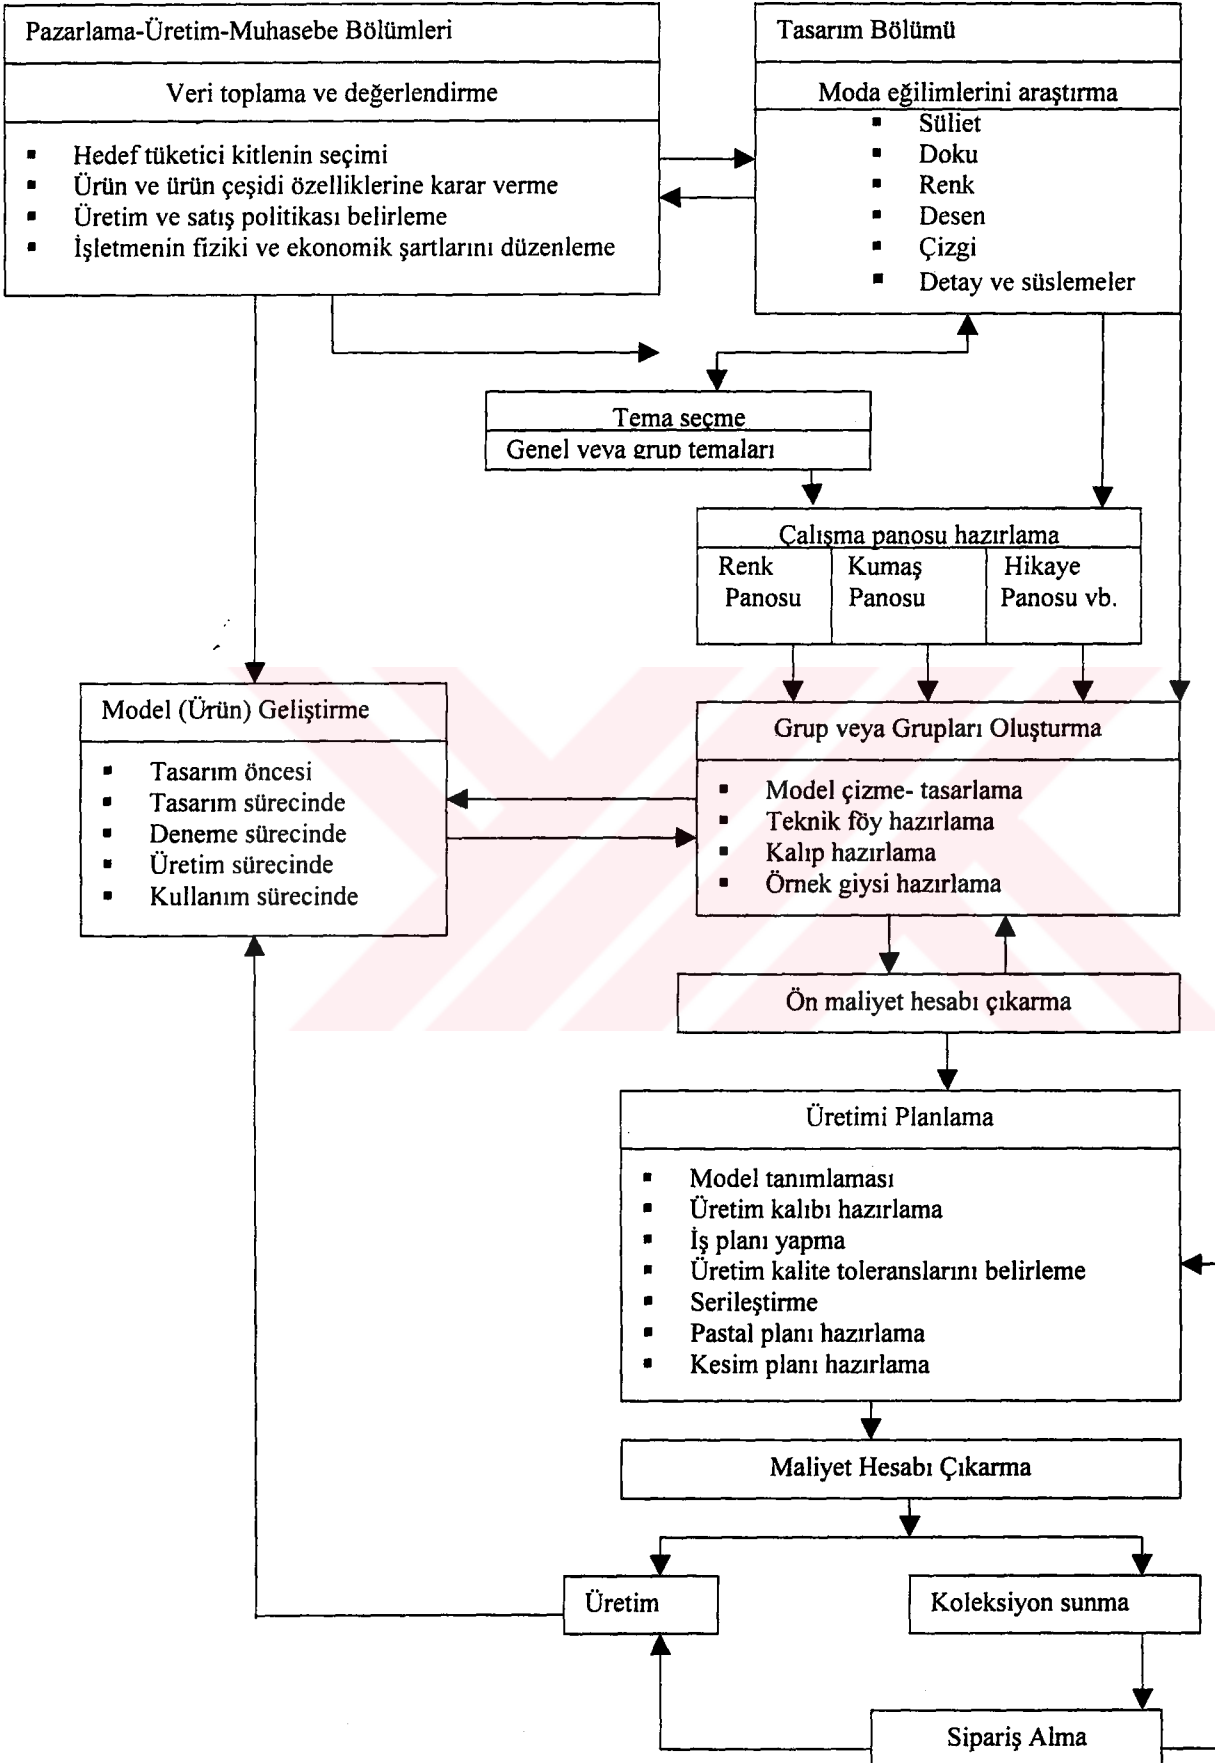 Pazarlama-Üretim-Muhasebe Bölümleri
Veri toplama ve değerlendirme
▪ Hedef tüketici kitlenin seçimi
▪ Ürün ve ürün çeşidi özelliklerine karar verme
▪ Üretim ve satış politikası belirleme
▪ İşletmenin fiziki ve ekonomik şartlarını düzenleme
Tasarım Bölümü
Moda eğilimlerini araştırma
▪ Süliet
▪ Doku
▪ Renk
▪ Desen
▪ Çizgi
▪ Detay ve süslemeler
Tema seçme
Genel veya grup temaları
Çalışma panosu hazırlama
Renk
Panosu
Kumaş
Panosu
Hikaye
Panosu vb.
Model (Ürün) Geliştirme
▪ Tasarım öncesi
▪ Tasarım sürecinde
▪ Deneme sürecinde
▪ Üretim sürecinde
▪ Kullanım sürecinde
Grup veya Grupları Oluşturma
▪ Model çizme- tasarlama
▪ Teknik föy hazırlama
▪ Kalıp hazırlama
▪ Örnek giysi hazırlama
Ön maliyet hesabı çıkarma
Üretimi Planlama
▪ Model tanımlaması
▪ Üretim kalıbı hazırlama
▪ İş planı yapma
▪ Üretim kalite toleranslarını belirleme
▪ Serileştirme
▪ Pastal planı hazırlama
▪ Kesim planı hazırlama
Maliyet Hesabı Çıkarma
Üretim
Koleksiyon sunma
Sipariş Alma